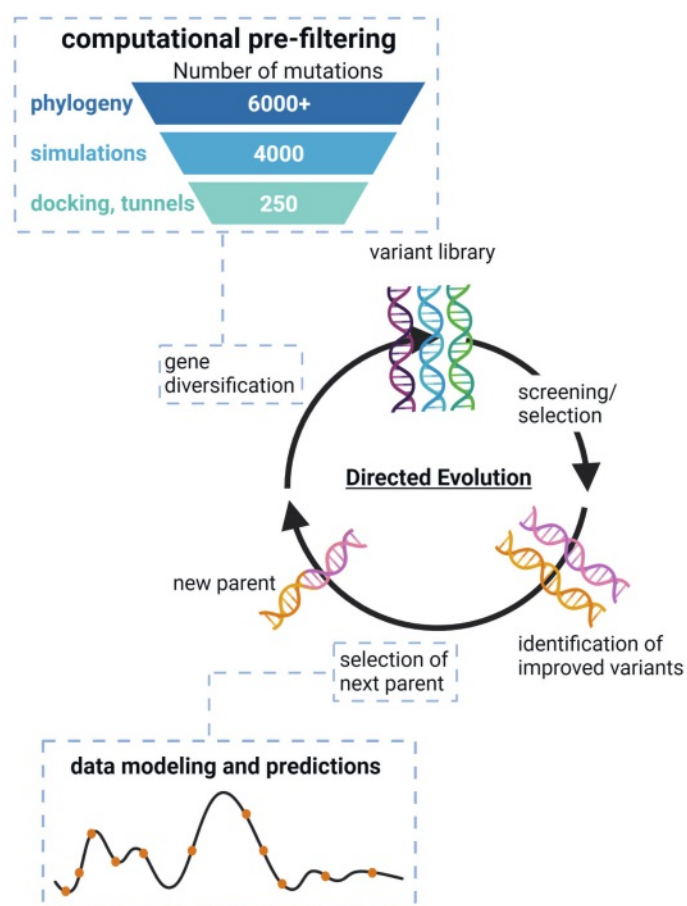 computational pre-filtering
Number of mutations
phylogeny 6000+
simulations 4000
docking, tunnels 250
variant library
gene
diversification
screening/
selection
Directed Evolution
new parent
identification of
improved variants
selection of
next parent
data modeling and predictions